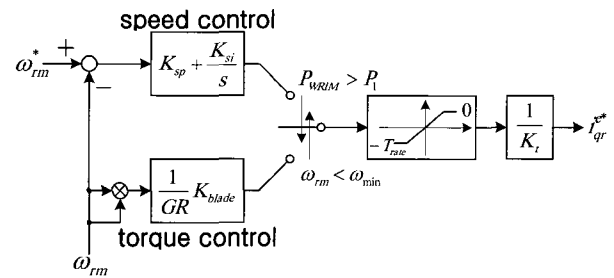 speed control
ω*rm + −
Ksp + Ksi/s
PWRIM > P1
0
−Trate
1/Kt
Ie*qr
ωrm < ωmin
1/GR Kblade
torque control
ωrm